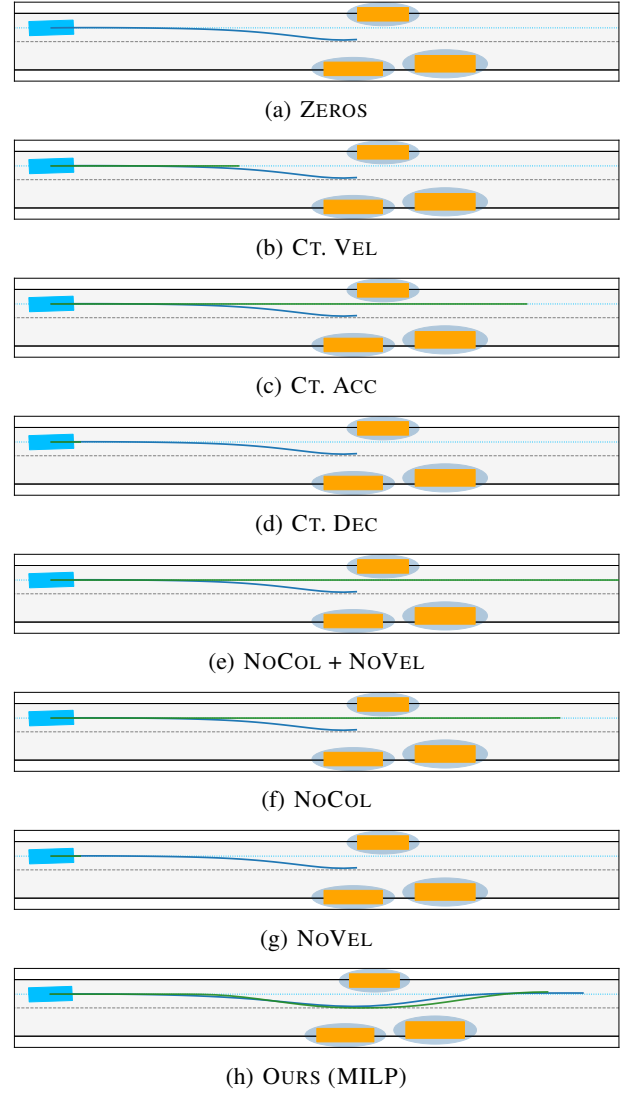 (a) ZEROS
(b) CT. VEL
(c) CT. ACC
(d) CT. DEC
(e) NOCOL + NOVEL
(f) NOCOL
(g) NOVEL
(h) OURS (MILP)